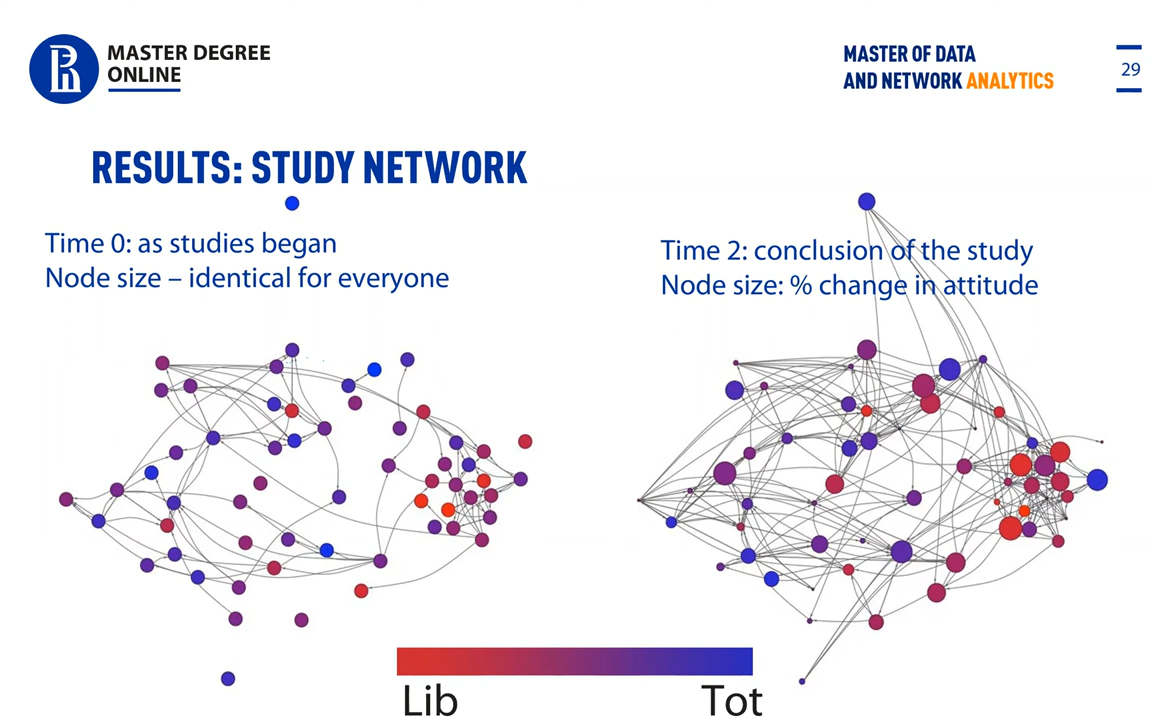 MASTER DEGREE
ONLINE
MASTER OF DATA
AND NETWORK ANALYTICS
29
RESULTS: STUDY NETWORK
Time 0: as studies began
Node size – identical for everyone
Time 2: conclusion of the study
Node size: % change in attitude
Lib
Tot